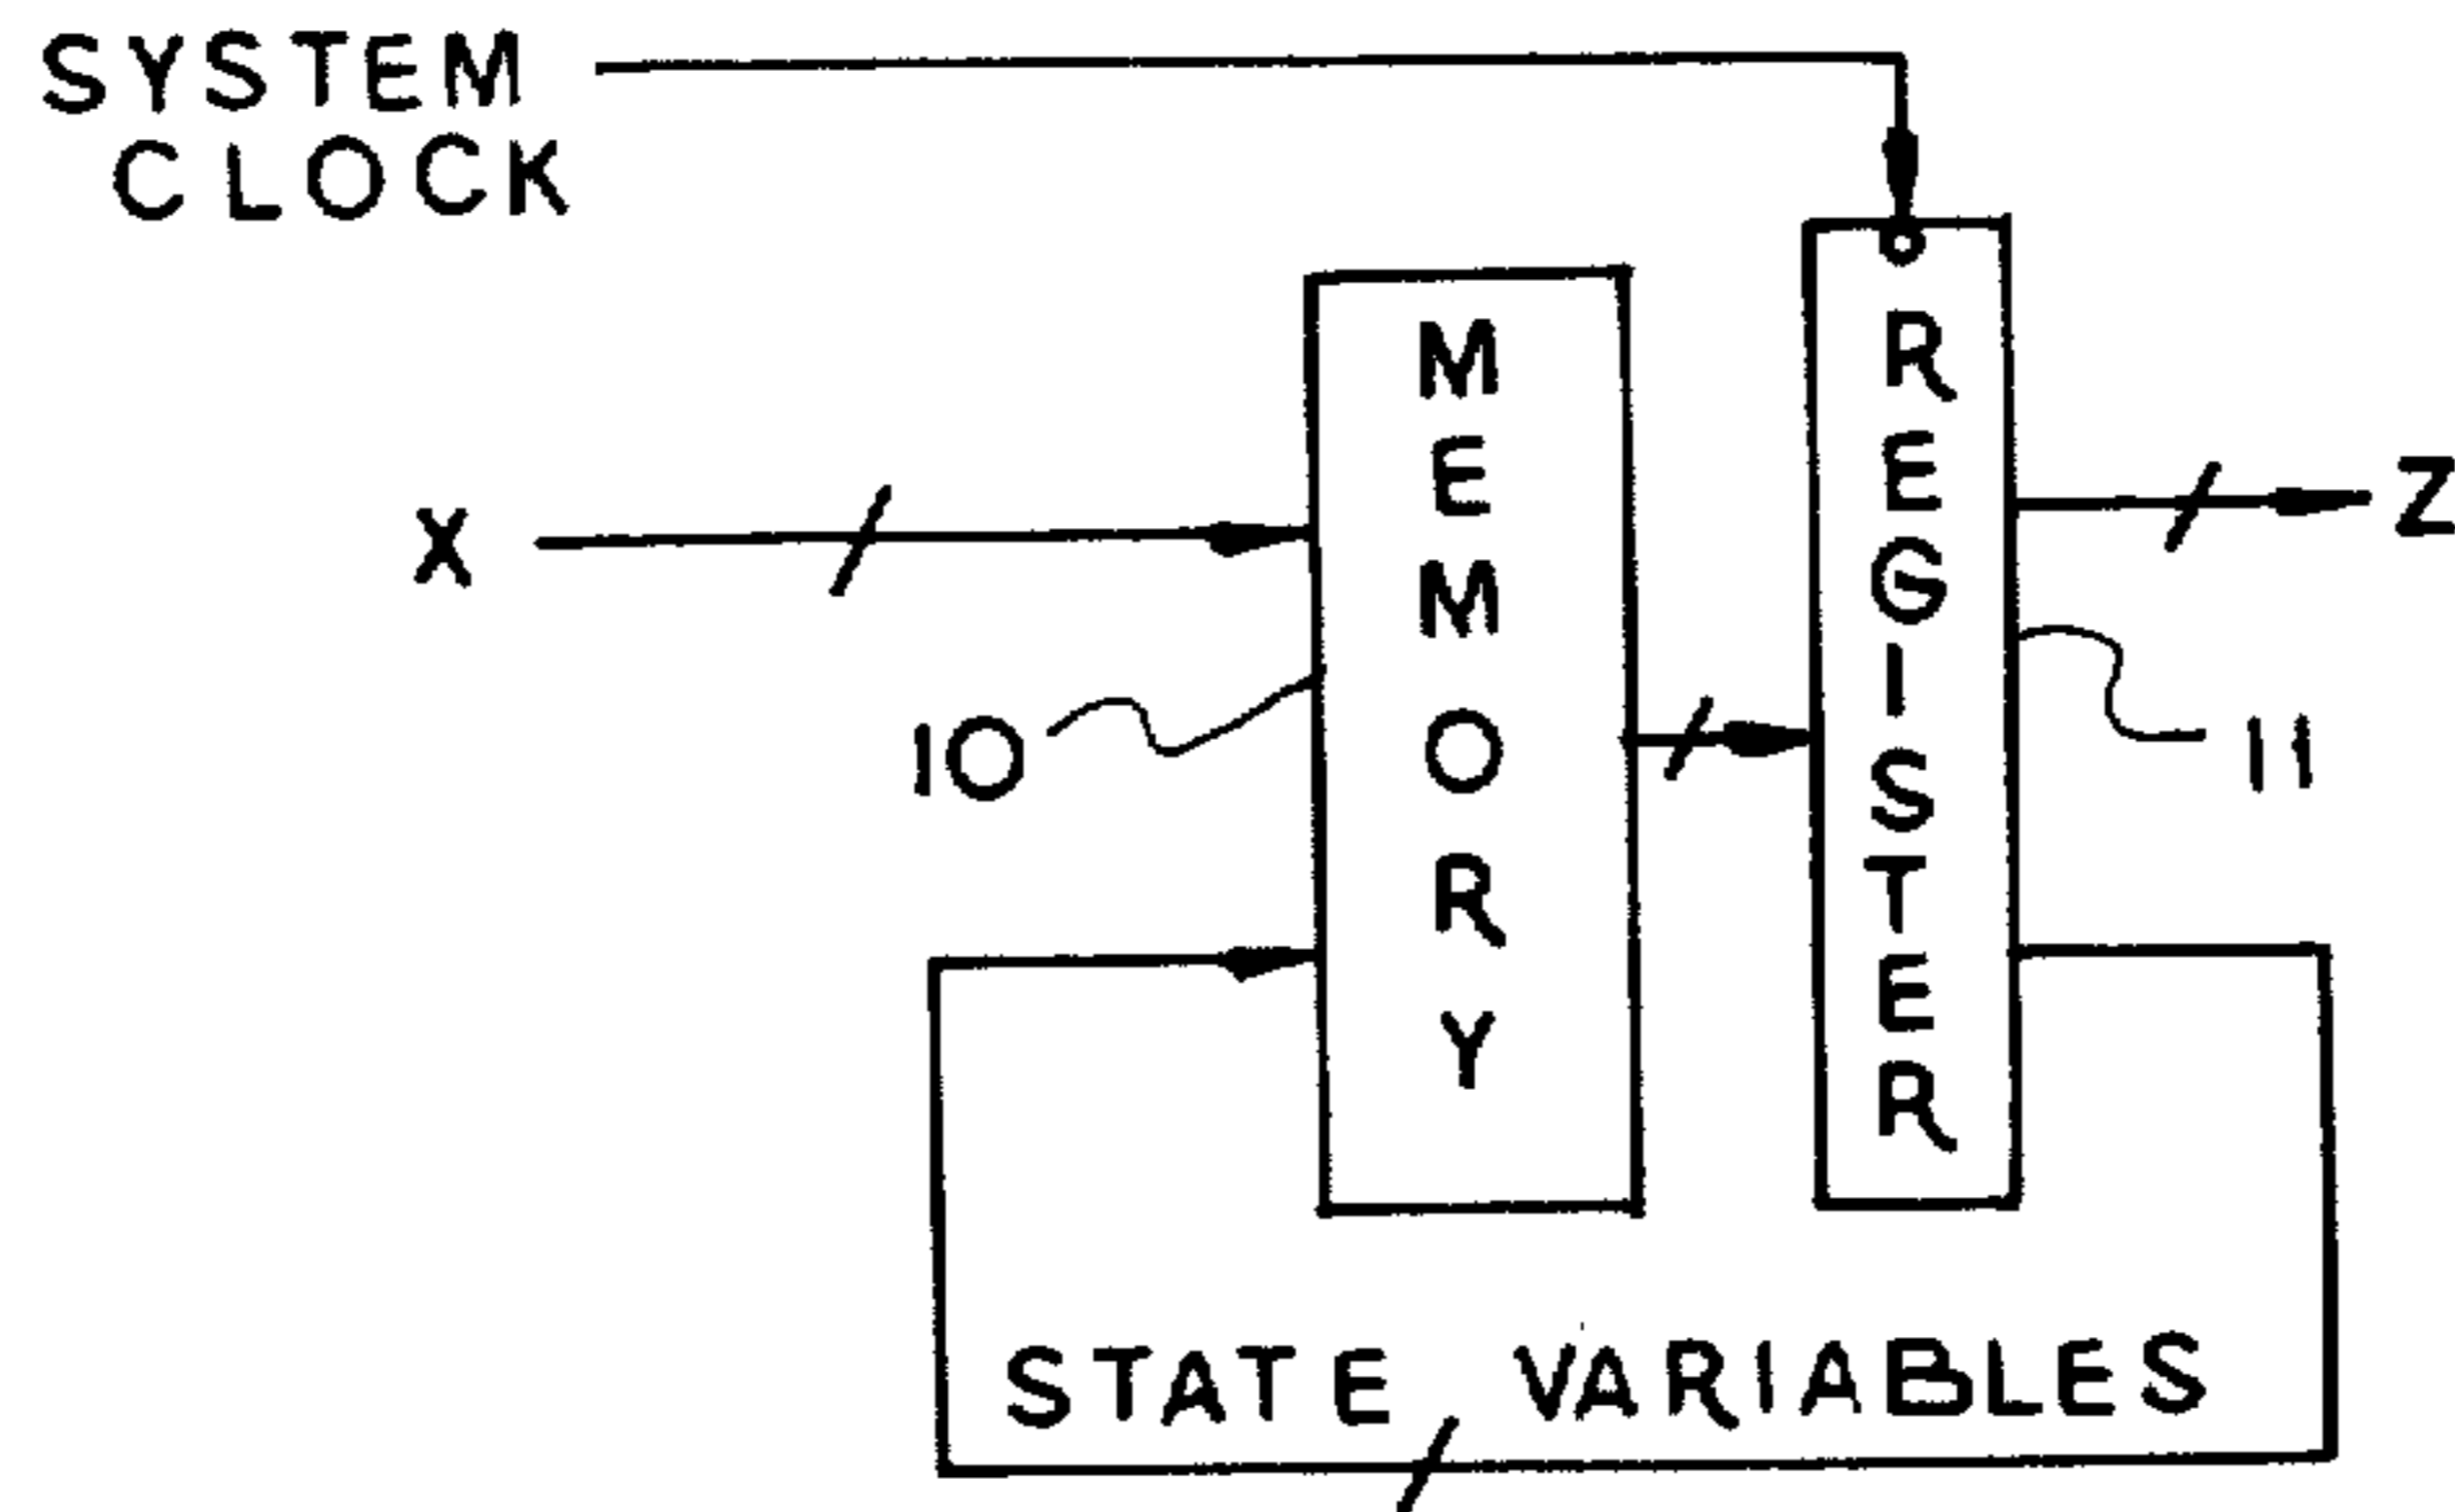 SYSTEM
CLOCK
X
Z
MEMORY
REGISTER
10
11
STATE VARIABLES